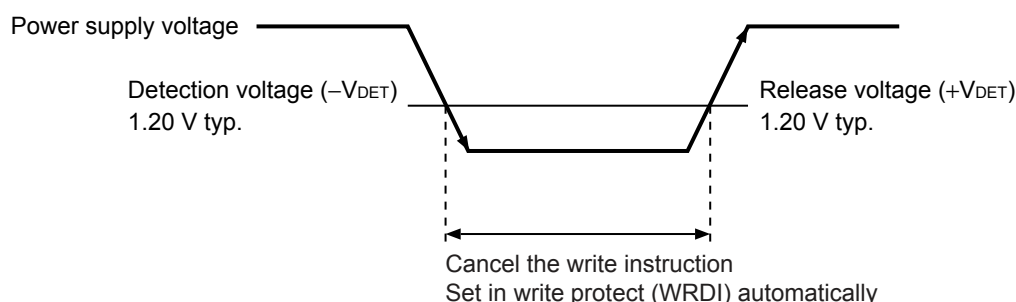 Power supply voltage
Detection voltage (−VDET)
1.20 V typ.
Release voltage (+VDET)
1.20 V typ.
Cancel the write instruction
Set in write protect (WRDI) automatically